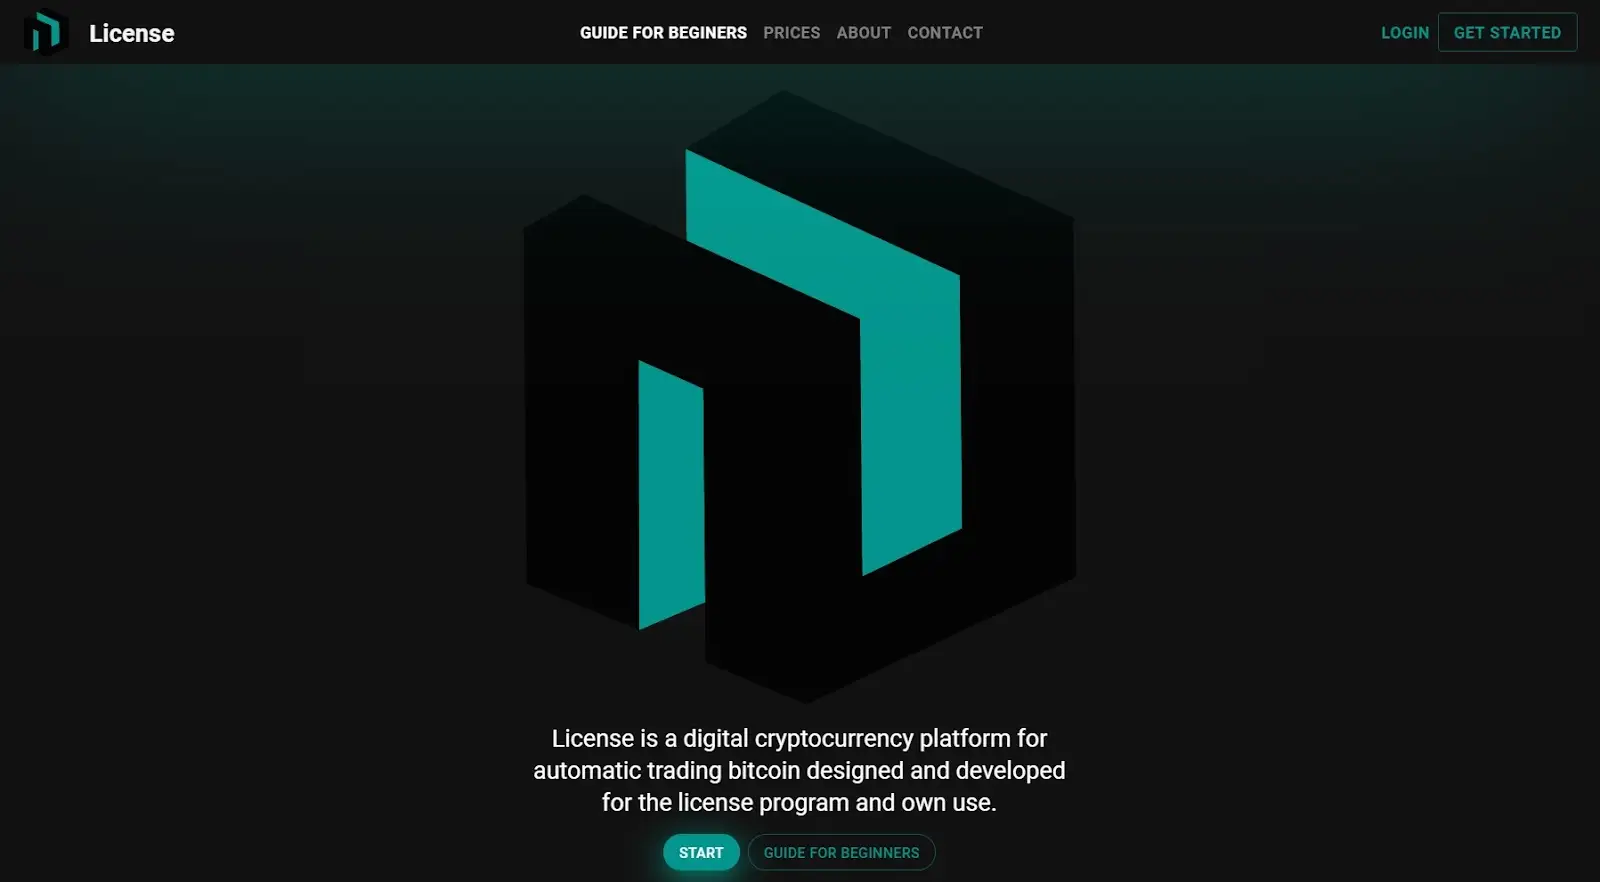 License
GUIDE FOR BEGINERS
PRICES
ABOUT
CONTACT
LOGIN
GET STARTED
License is a digital cryptocurrency platform for
automatic trading bitcoin designed and developed
for the license program and own use.
START
GUIDE FOR BEGINNERS